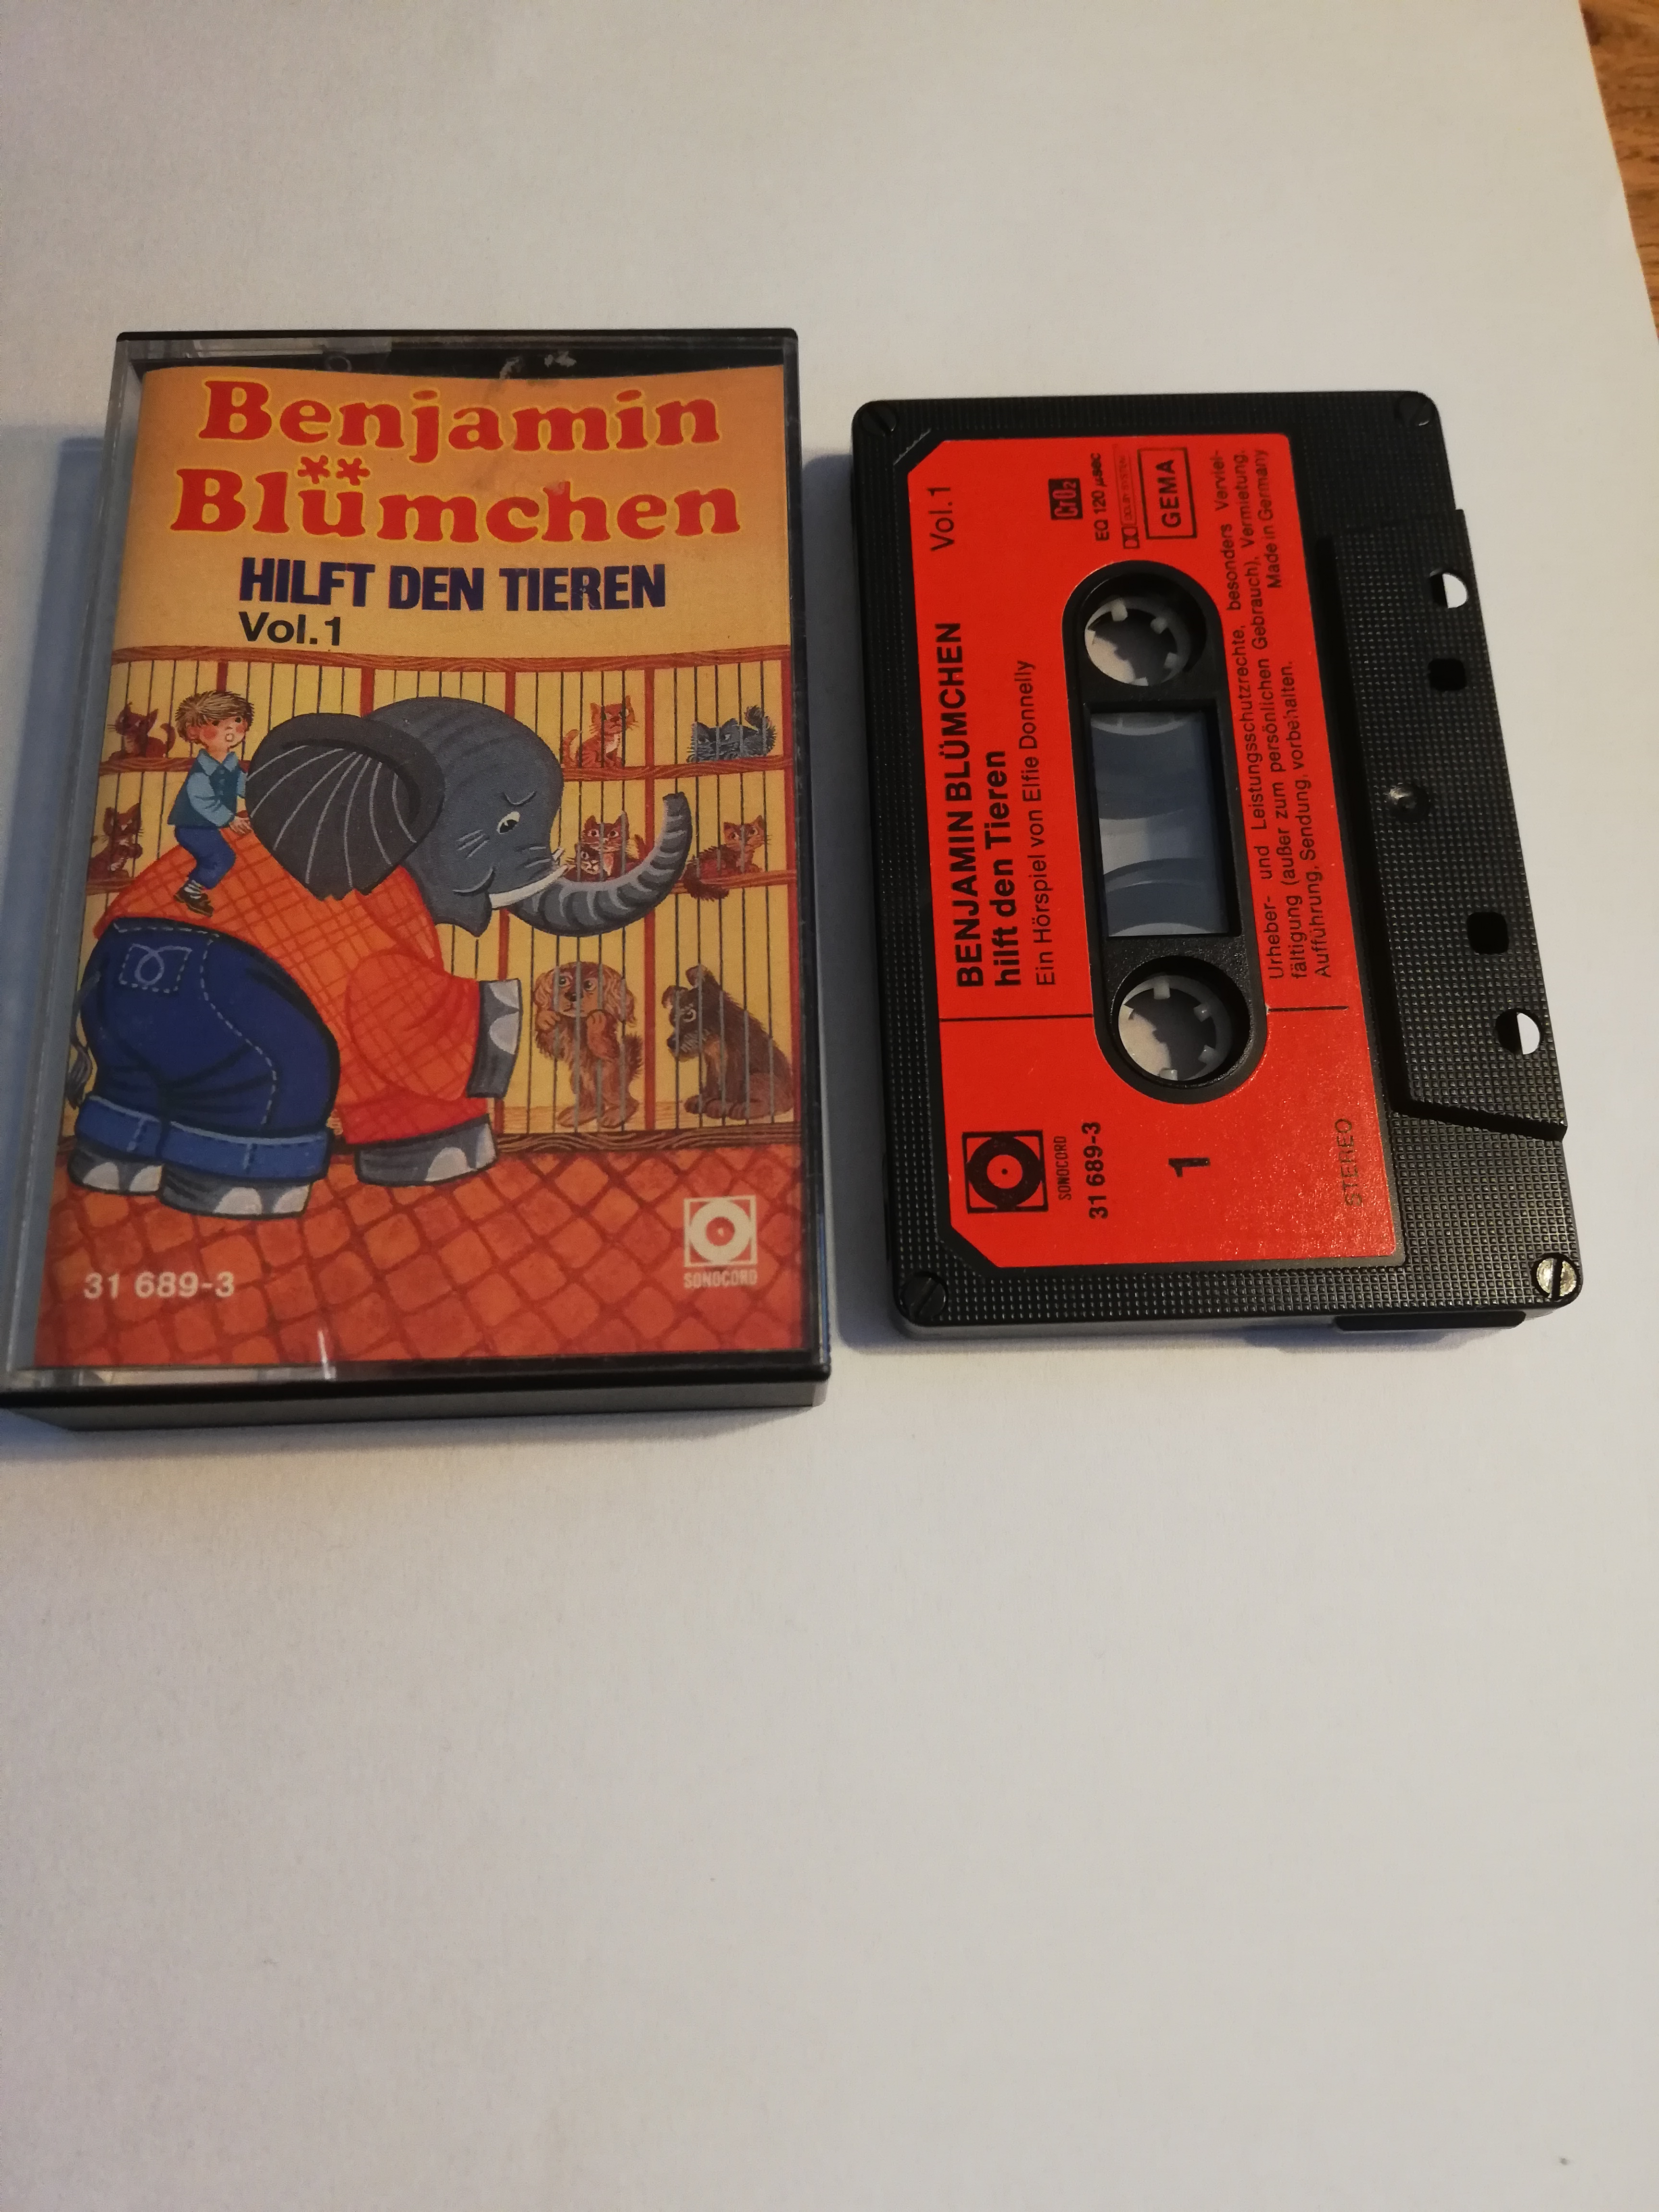 Benjamin
Blümchen
HILFT DEN TIEREN
Vol.1
31 689-3
SONOCORD
BENJAMIN BLÜMCHEN
Vol.1
hilft den Tieren
Ein Hörspiel von Elfie Donnelly
SONOCORD
31 689-3
1
STEREO
CrO2
EQ 120 µsec
DOLBY SYSTEM
GEMA
Urheber- und Leistungsschutzrechte, besonders Verviel-
fältigung (außer zum persönlichen Gebrauch), Vermietung,
Aufführung, Sendung, vorbehalten.
Made in Germany